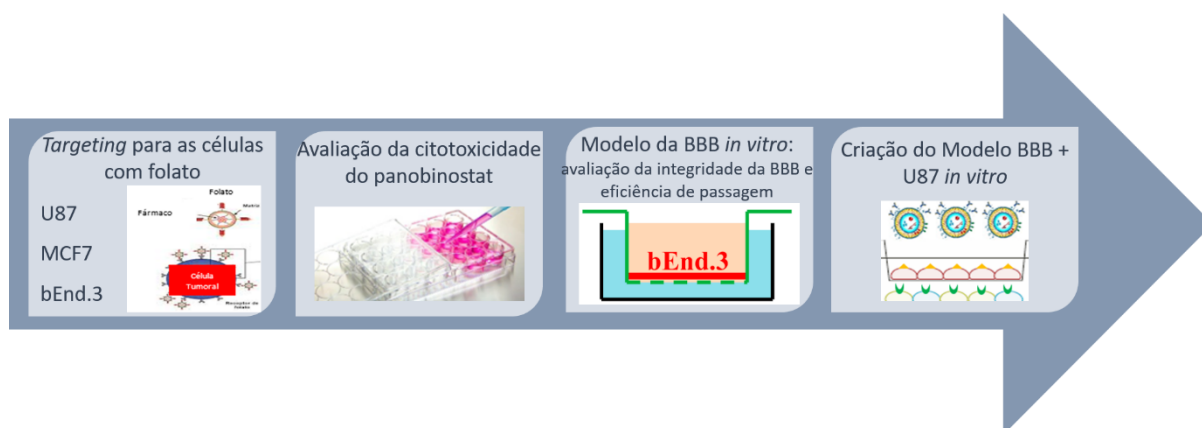 Targeting para as células
com folato
U87
MCF7
bEnd.3
Folato
Fármaco
Célula
Tumoral
Avaliação da citotoxicidade
do panobinostat
Modelo da BBB in vitro:
avaliação da integridade da BBB e
eficiência de passagem
bEnd.3
Criação do Modelo BBB +
U87 in vitro